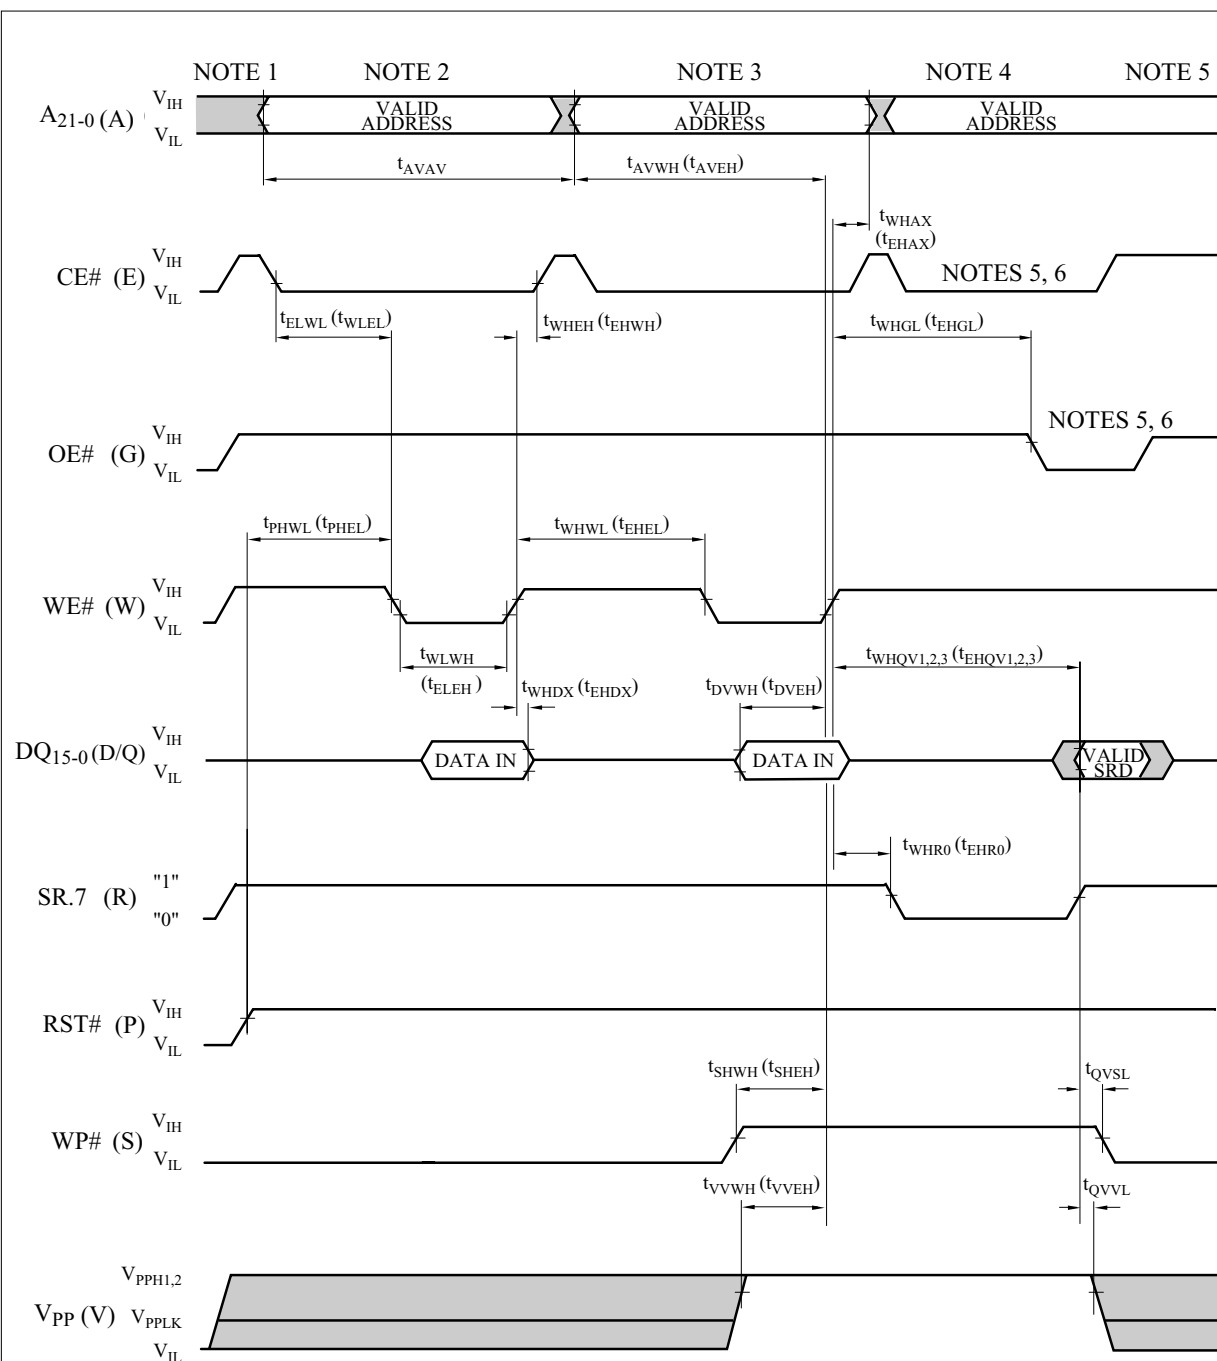 NOTE 1 NOTE 2 NOTE 3 NOTE 4 NOTE 5
A21-0 (A) VIH VIL VALID ADDRESS VALID ADDRESS VALID ADDRESS
tAVAV tAVWH (tAVEH)
tWHAX
(tEHAX)
CE# (E) VIH VIL NOTES 5, 6
tELWL (tWLEL) tWHEH (tEHWH) tWHGL (tEHGL)
OE# (G) VIH VIL NOTES 5, 6
tPHWL (tPHEL) tWHWL (tEHEL)
WE# (W) VIH VIL
tWLWH tWHQV1,2,3 (tEHQV1,2,3)
(tELEH ) tWHDX (tEHDX) tDVWH (tDVEH)
DQ15-0 (D/Q) VIH VIL DATA IN DATA IN VALID SRD
tWHR0 (tEHR0)
SR.7 (R) "1" "0"
RST# (P) VIH VIL
tSHWH (tSHEH) tQVSL
WP# (S) VIH VIL
tVVWH (tVVEH) tQVVL
VPP (V) VPPH1,2 VPPLK VIL